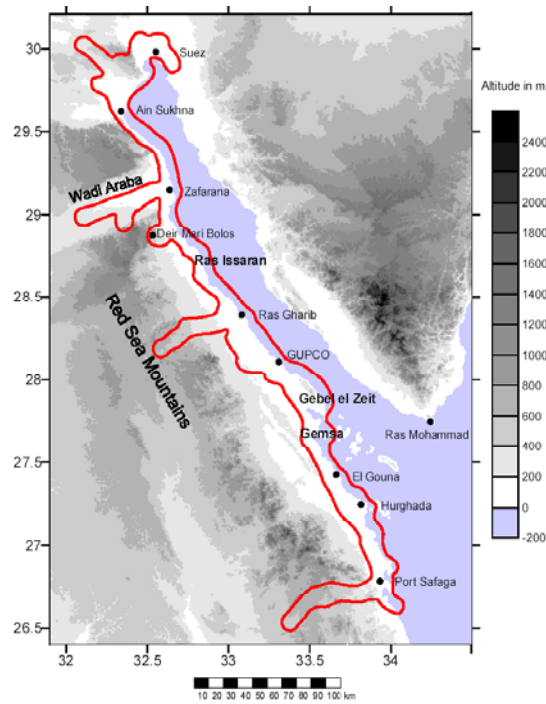 30
29.5
29
28.5
28
27.5
27
26.5
32
32.5
33
33.5
34
Suez
Ain Sukhna
Wadi Araba
Zafarana
Deir Mari Bolos
Ras Issaran
Red Sea Mountains
Ras Gharib
GUPCO
Gebel el Zeit
Gemsa
Ras Mohammad
El Gouna
Hurghada
Port Safaga
Altitude in m
2400
2200
2000
1800
1600
1400
1200
1000
800
600
400
200
0
-200
10 20 30 40 50 60 70 80 90 100 km